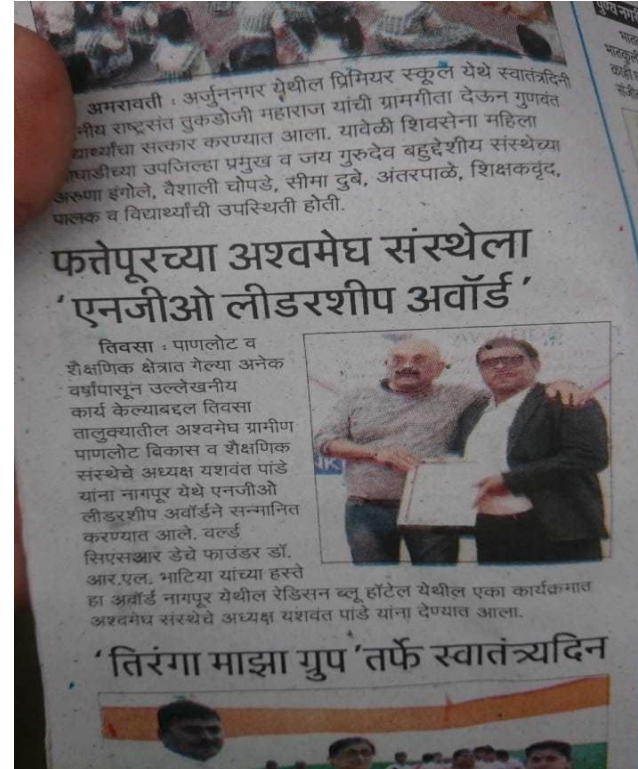 अमरावती : अर्जुननगर येथील प्रिमियर स्कूल येथे स्वातंत्रदिनी
राष्ट्रसंत तुकडोजी महाराज यांची ग्रामगीता देऊन गुणवंत
सत्कार करण्यात आला. यावेळी शिवसेना महिला
उपजिल्हा प्रमुख व जय गुरुदेव बहुद्देशीय संस्थेच्या
अरुणा इंगोले, वैशाली चोपडे, सीमा दुबे, अंतरपाळे, शिक्षकवृंद,
पालक व विद्यार्थ्यांची उपस्थिती होती.
फत्तेपूरच्या अश्वमेघ संस्थेला
'एनजीओ लीडरशीप अवॉर्ड'
तिवसा : पाणलोट व
शैक्षणिक क्षेत्रात गेल्या अनेक
वर्षांपासून उल्लेखनीय
कार्य केल्याबद्दल तिवसा
तालुक्यातील अश्वमेघ ग्रामीण
पाणलोट विकास व शैक्षणिक
संस्थेचे अध्यक्ष यशवंत पांडे
यांना नागपूर येथे एनजीओ
लीडरशीप अवॉर्डने सन्मानित
करण्यात आले. वर्ल्ड
सिएसआर डेचे फाउंडर डॉ.
आर.एल. भाटिया यांच्या हस्ते
हा अवॉर्ड नागपूर येथील रेडिसन ब्लू हॉटेल येथील एका कार्यक्रमात
अश्वमेघ संस्थेचे अध्यक्ष यशवंत पांडे यांना देण्यात आला.
'तिरंगा माझा ग्रुप'तर्फे स्वातंत्र्यदिन